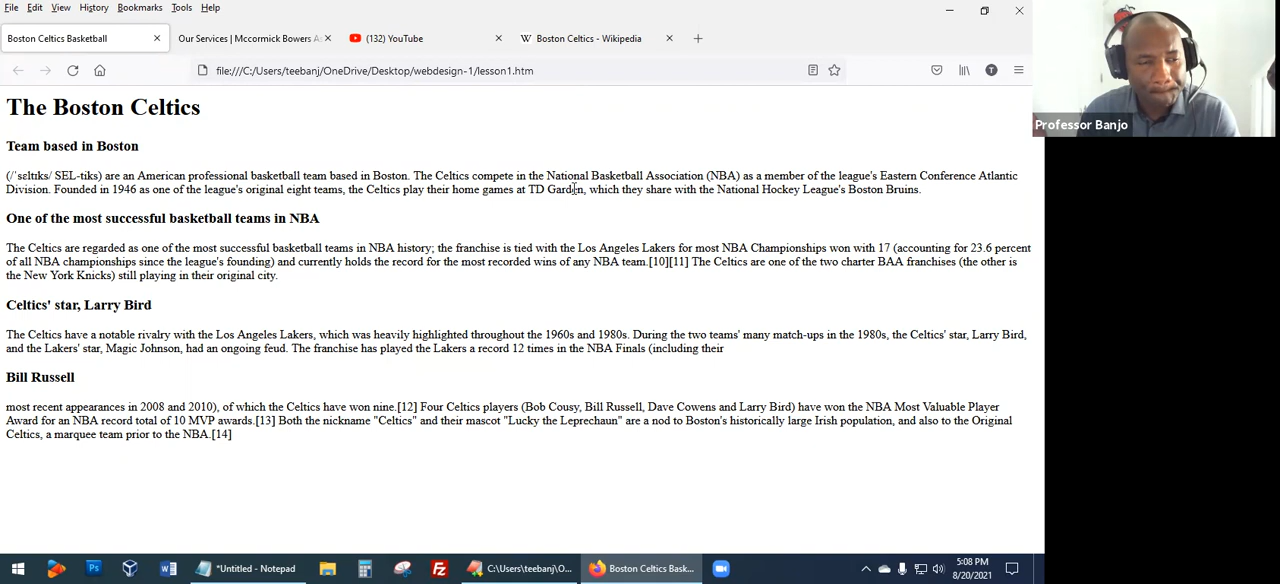 File Edit View History Bookmarks Tools Help
Boston Celtics Basketball
Our Services | Mccormick Bowers As
(132) YouTube
W Boston Celtics - Wikipedia
file:///C:/Users/teebanj/OneDrive/Desktop/webdesign-1/lesson1.htm
T
Professor Banjo
The Boston Celtics
Team based in Boston
(/ˈsɛltɪks/ SEL-tiks) are an American professional basketball team based in Boston. The Celtics compete in the National Basketball Association (NBA) as a member of the league's Eastern Conference Atlantic
Division. Founded in 1946 as one of the league's original eight teams, the Celtics play their home games at TD Garden, which they share with the National Hockey League's Boston Bruins.
One of the most successful basketball teams in NBA
The Celtics are regarded as one of the most successful basketball teams in NBA history; the franchise is tied with the Los Angeles Lakers for most NBA Championships won with 17 (accounting for 23.6 percent
of all NBA championships since the league's founding) and currently holds the record for the most recorded wins of any NBA team.[10][11] The Celtics are one of the two charter BAA franchises (the other is
the New York Knicks) still playing in their original city.
Celtics' star, Larry Bird
The Celtics have a notable rivalry with the Los Angeles Lakers, which was heavily highlighted throughout the 1960s and 1980s. During the two teams' many match-ups in the 1980s, the Celtics' star, Larry Bird,
and the Lakers' star, Magic Johnson, had an ongoing feud. The franchise has played the Lakers a record 12 times in the NBA Finals (including their
Bill Russell
most recent appearances in 2008 and 2010), of which the Celtics have won nine.[12] Four Celtics players (Bob Cousy, Bill Russell, Dave Cowens and Larry Bird) have won the NBA Most Valuable Player
Award for an NBA record total of 10 MVP awards.[13] Both the nickname "Celtics" and their mascot "Lucky the Leprechaun" are a nod to Boston's historically large Irish population, and also to the Original
Celtics, a marquee team prior to the NBA.[14]
Ps
W
*Untitled - Notepad
Fz
C:\Users\teebanj\O...
Boston Celtics Bask...
5:08 PM
8/20/2021